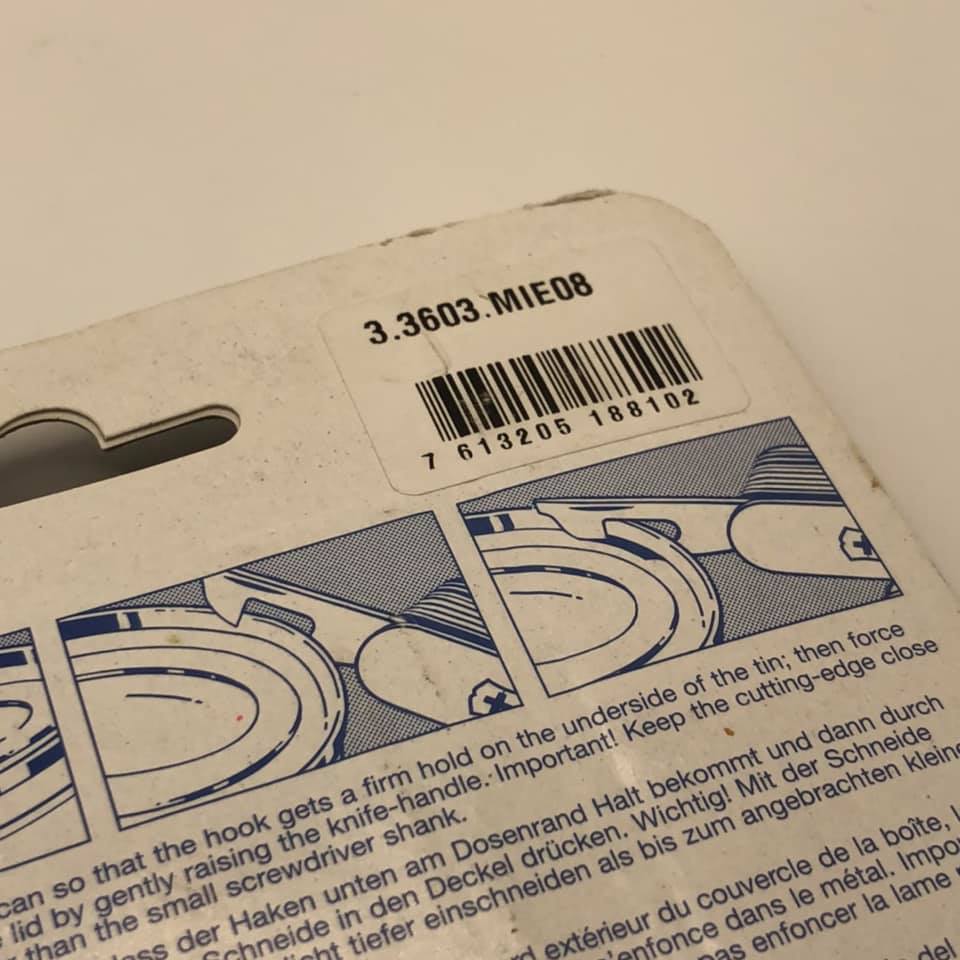 3.3603.MIE08
7 613205 188102
can so that the hook gets a firm hold on the underside of the tin; then force
lid by gently raising the knife-handle. Important! Keep the cutting-edge close
than the small screwdriver shank.
der Haken unten am Dosenrand Halt bekommt und dann durch
Schneide in den Deckel drücken. Wichtig! Mit der Schneide
tiefer einschneiden als bis zum angebrachten kleine
extérieur du couvercle de la boîte,
s'enfonce dans le métal.
pas enfoncer la lame
del